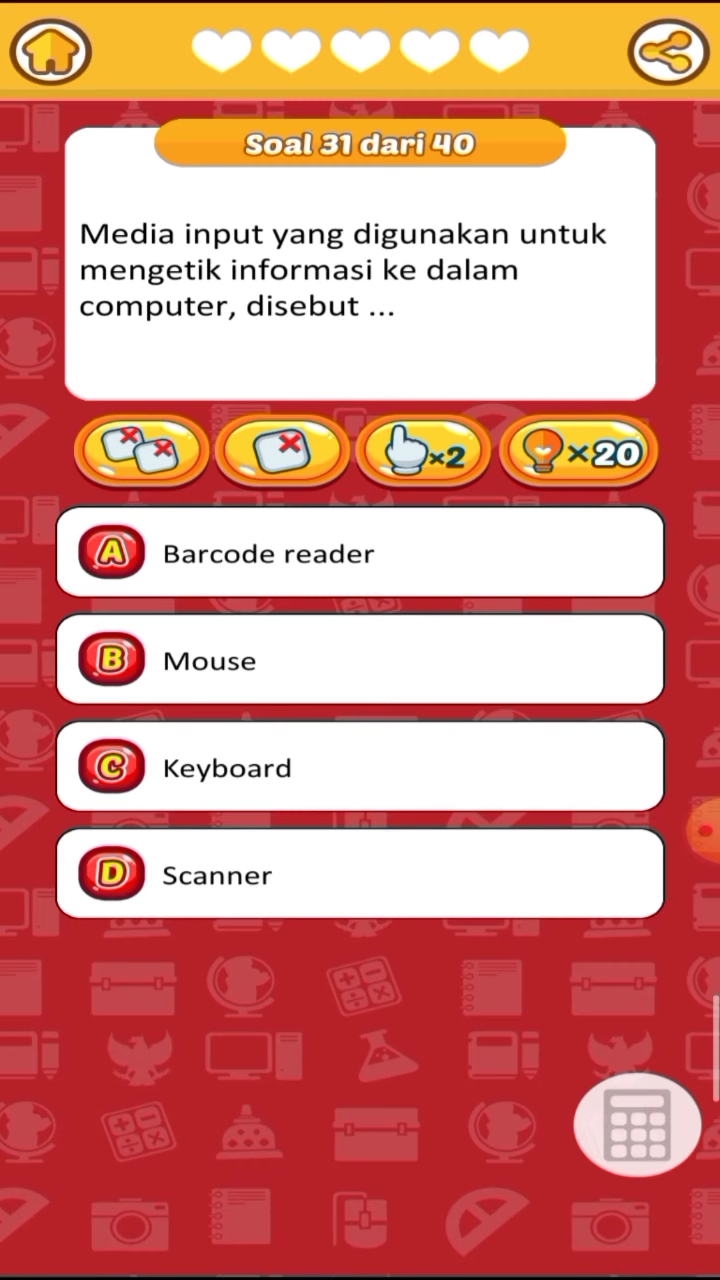 Soal 31 dari 40
Media input yang digunakan untuk
mengetik informasi ke dalam
computer, disebut ...
×2
×20
A Barcode reader
B Mouse
C Keyboard
D Scanner